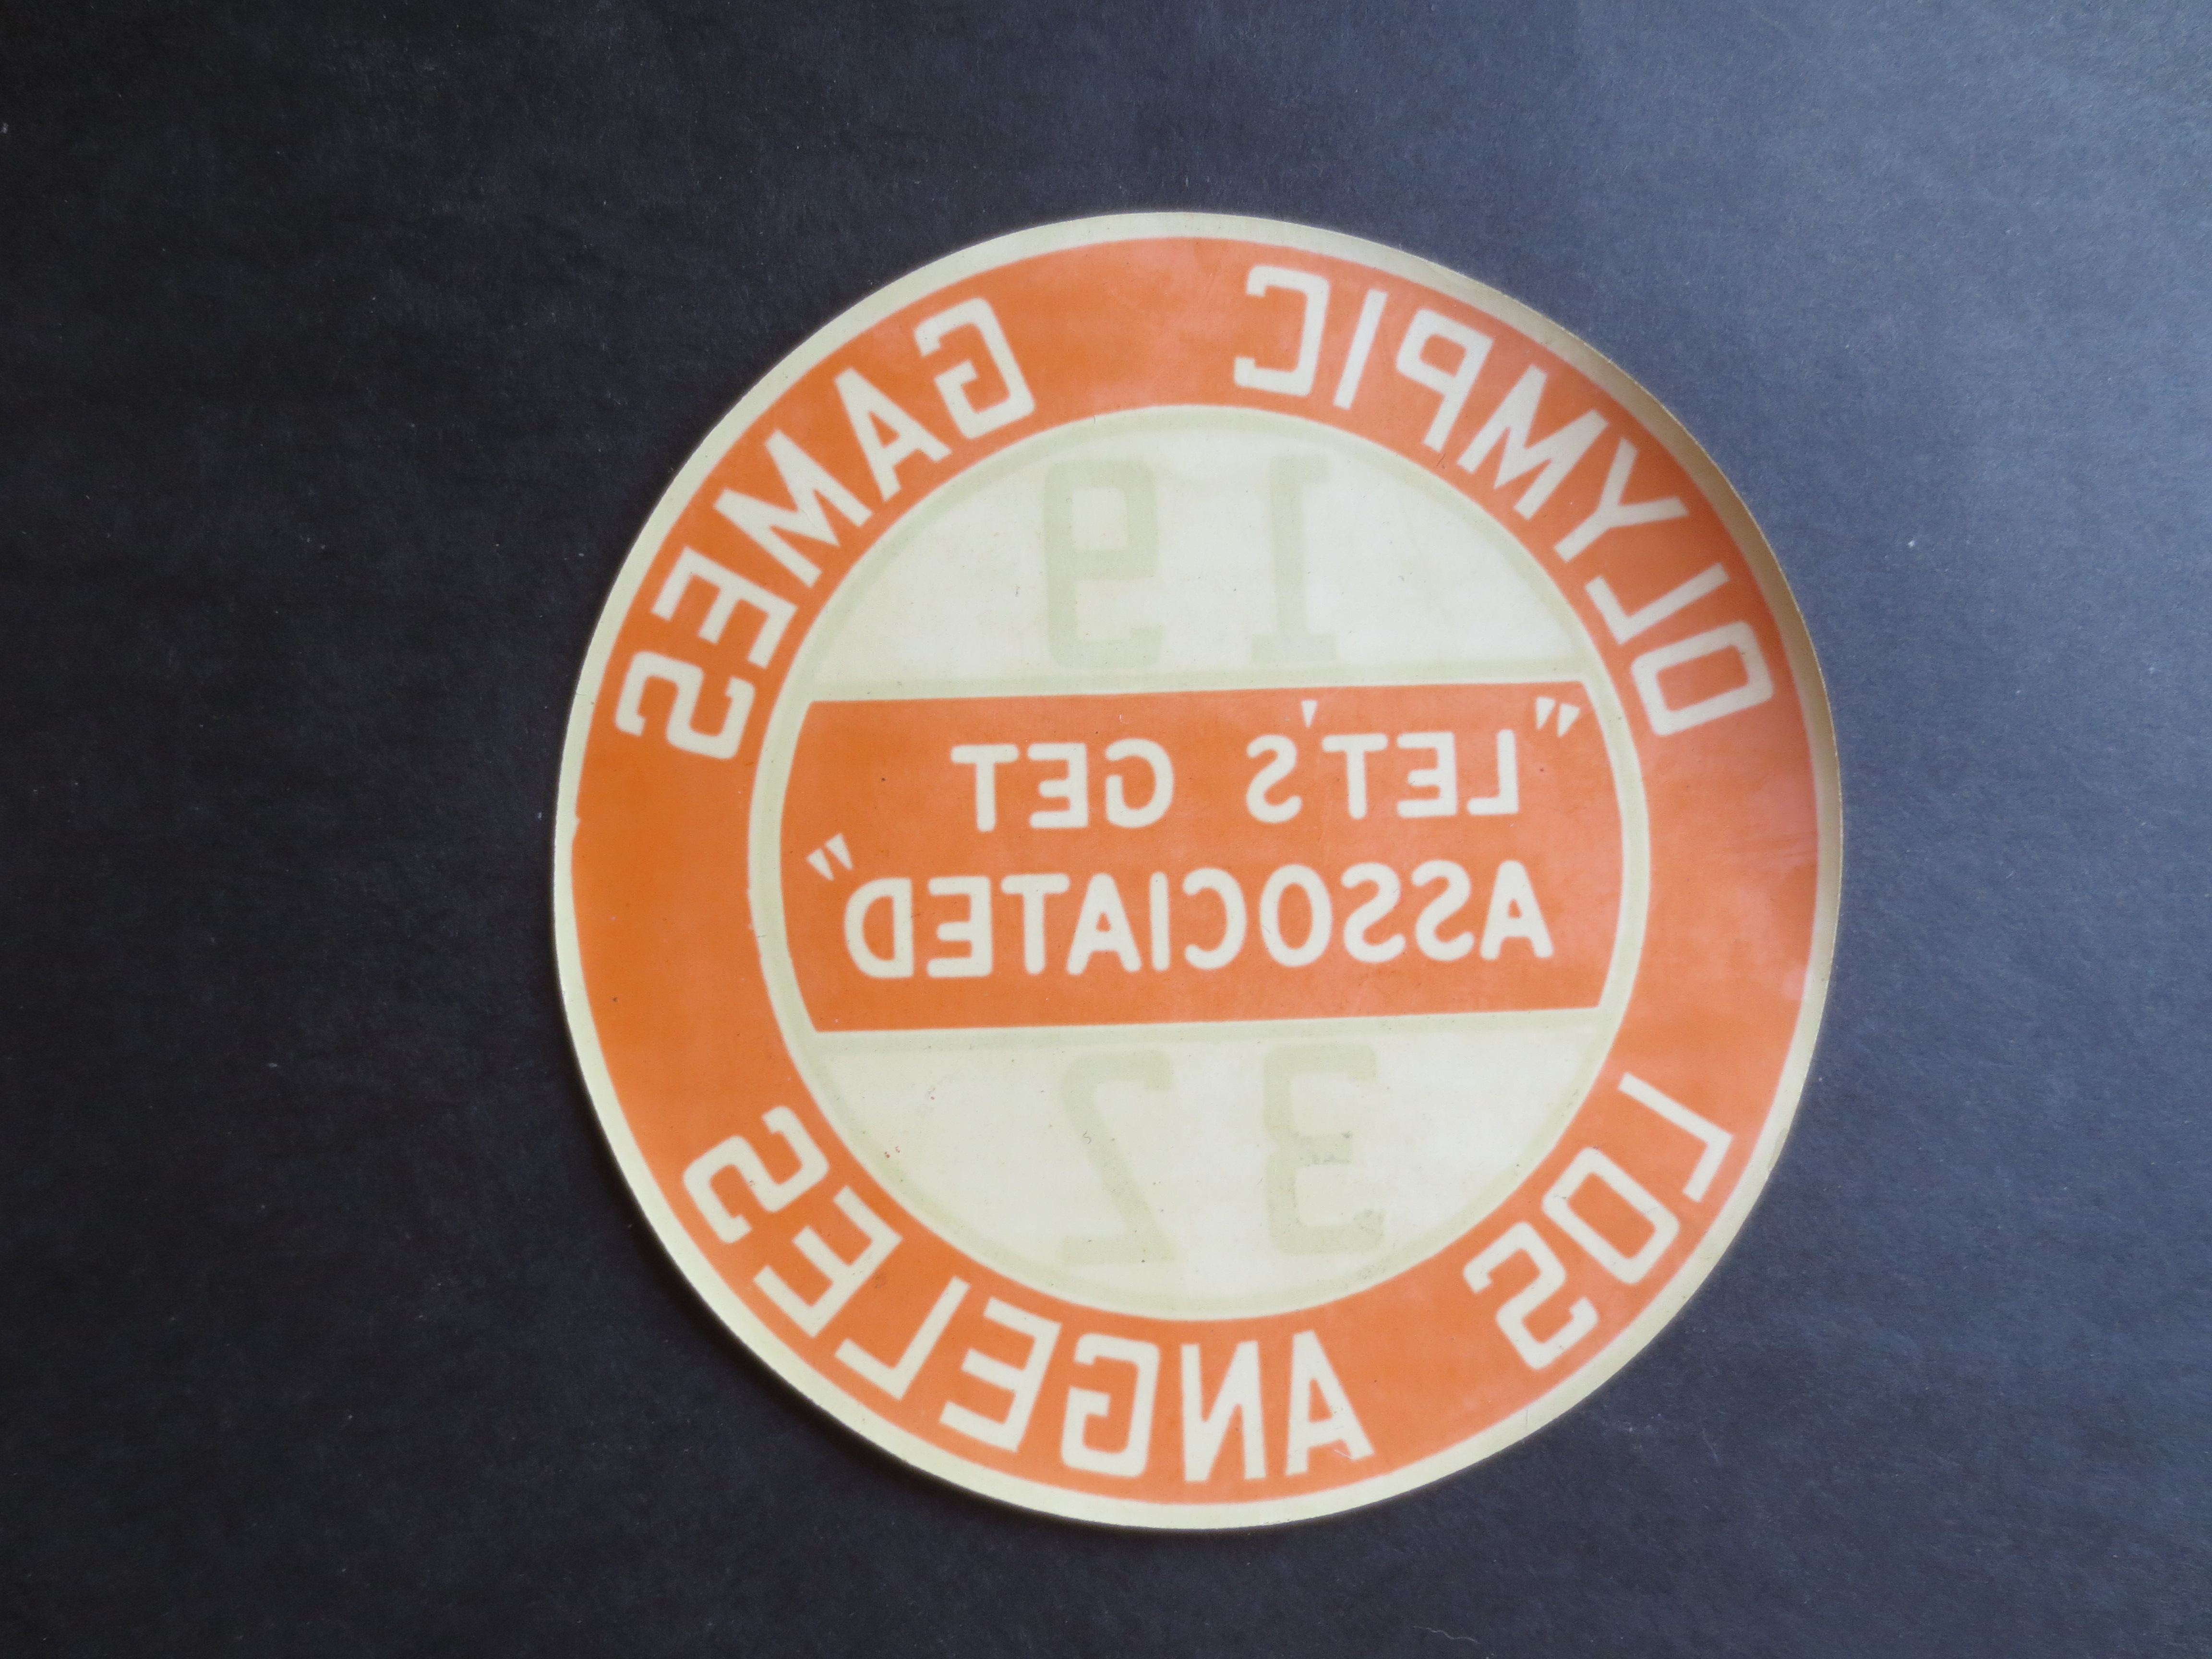 OLYMPIC GAMES
19
"LET'S GET
ASSOCIATED"
32
LOS ANGELES